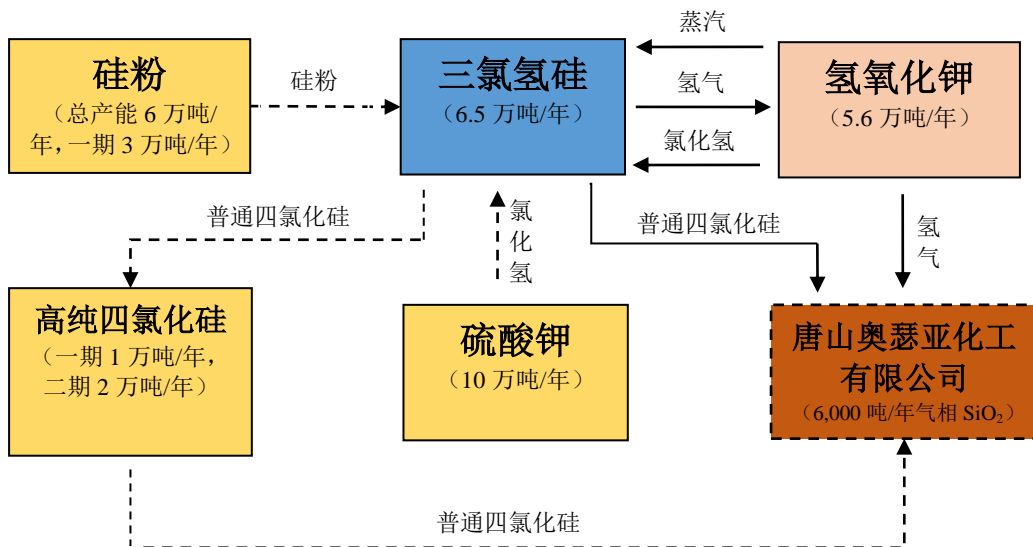 蒸汽
硅粉
（总产能 6 万吨/
年，一期 3 万吨/年）
硅粉
三氯氢硅
（6.5 万吨/年）
氢气
氯化氢
氢氧化钾
（5.6 万吨/年）
普通四氯化硅
氯化氢
普通四氯化硅
氢气
高纯四氯化硅
（一期 1 万吨/年，
二期 2 万吨/年）
硫酸钾
（10 万吨/年）
唐山奥瑟亚化工
有限公司
（6,000 吨/年气相 SiO₂）
普通四氯化硅